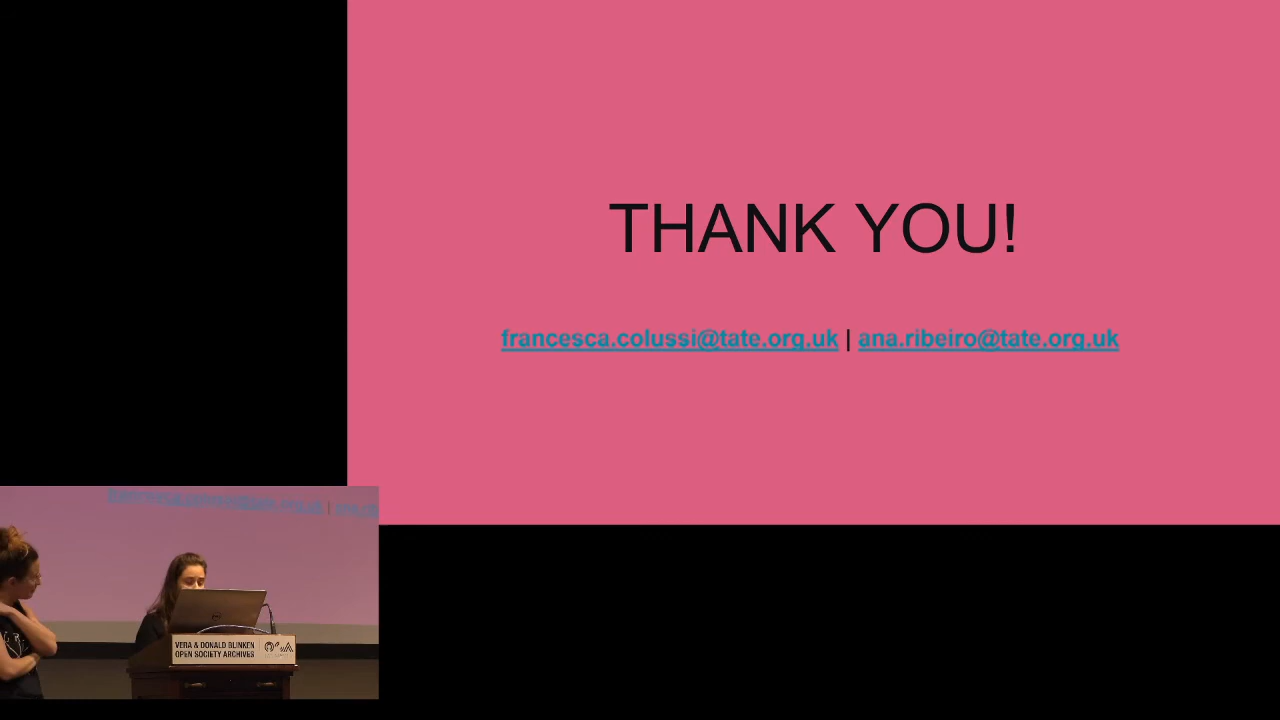 THANK YOU!
francesca.colussi@tate.org.uk | ana.ribeiro@tate.org.uk
VERA & DONALD BLINKEN
OPEN SOCIETY ARCHIVES